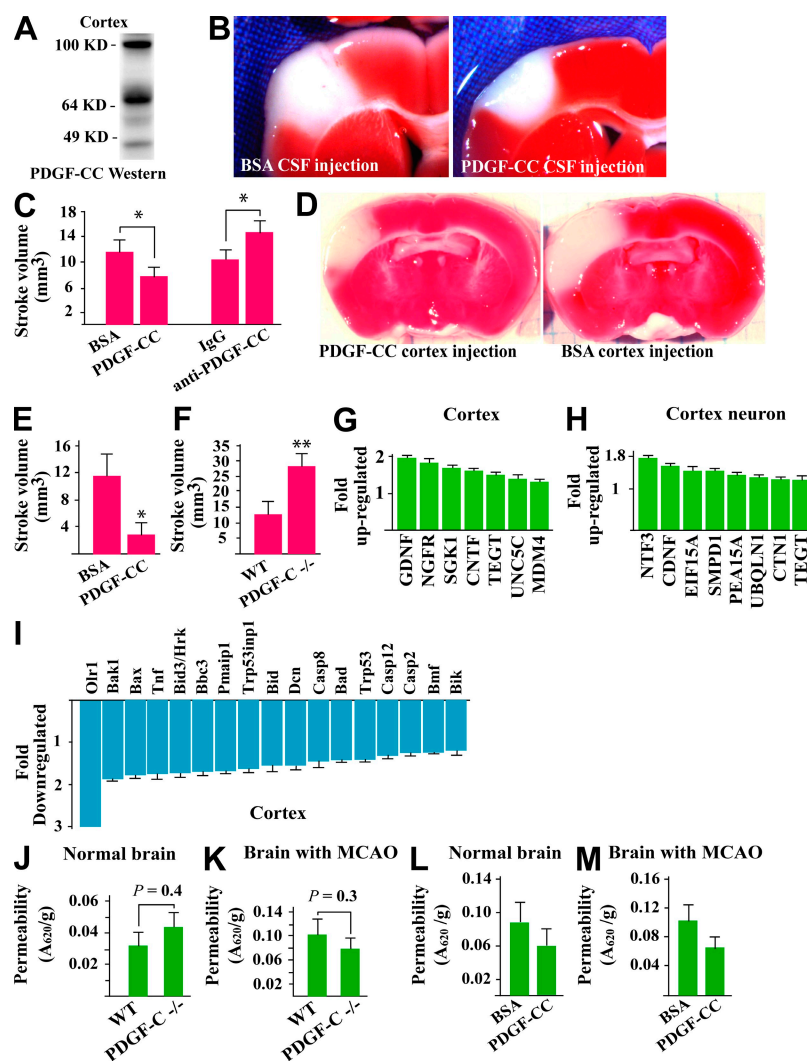 A
Cortex
100 KD -
64 KD -
49 KD -
PDGF-CC Western
B
BSA CSF injection
PDGF-CC CSF injection
C
Stroke volume
(mm3)
18
14
10
6
2
*
*
BSA
PDGF-CC
IgG
anti-PDGF-CC
D
PDGF-CC cortex injection
BSA cortex injection
E
Stroke volume
(mm3)
16
12
8
4
*
BSA
PDGF-CC
F
Stroke volume
(mm3)
35
30
25
20
15
10
5
**
WT
PDGF-C -/-
G
Cortex
Fold
up-regulated
2
1
GDNF
NGFR
SGK1
CNTF
TEGT
UNC5C
MDM4
H
Cortex neuron
Fold
up-regulated
1.8
1
NTF3
CDNF
EIF15A
SMPD1
PEA15A
UBQLN1
CTN1
TEGT
I
Olr1
Bak1
Bax
Tnf
Bid3/Hrk
Bbc3
Pmaip1
Trp53inp1
Bid
Dcn
Casp8
Bad
Trp53
Casp12
Casp2
Bmf
Bik
Fold
Downregulated
1
2
3
Cortex
J
Normal brain
Permeability
(A620/g)
0.06
0.04
0.02
P = 0.4
WT
PDGF-C -/-
K
Brain with MCAO
Permeability
(A620/g)
0.14
0.10
0.06
0.02
P = 0.3
WT
PDGF-C -/-
L
Normal brain
Permeability
(A620 /g)
0.14
0.10
0.06
0.02
BSA
PDGF-CC
M
Brain with MCAO
Permeability
(A620 /g)
0.16
0.12
0.08
0.04
BSA
PDGF-CC